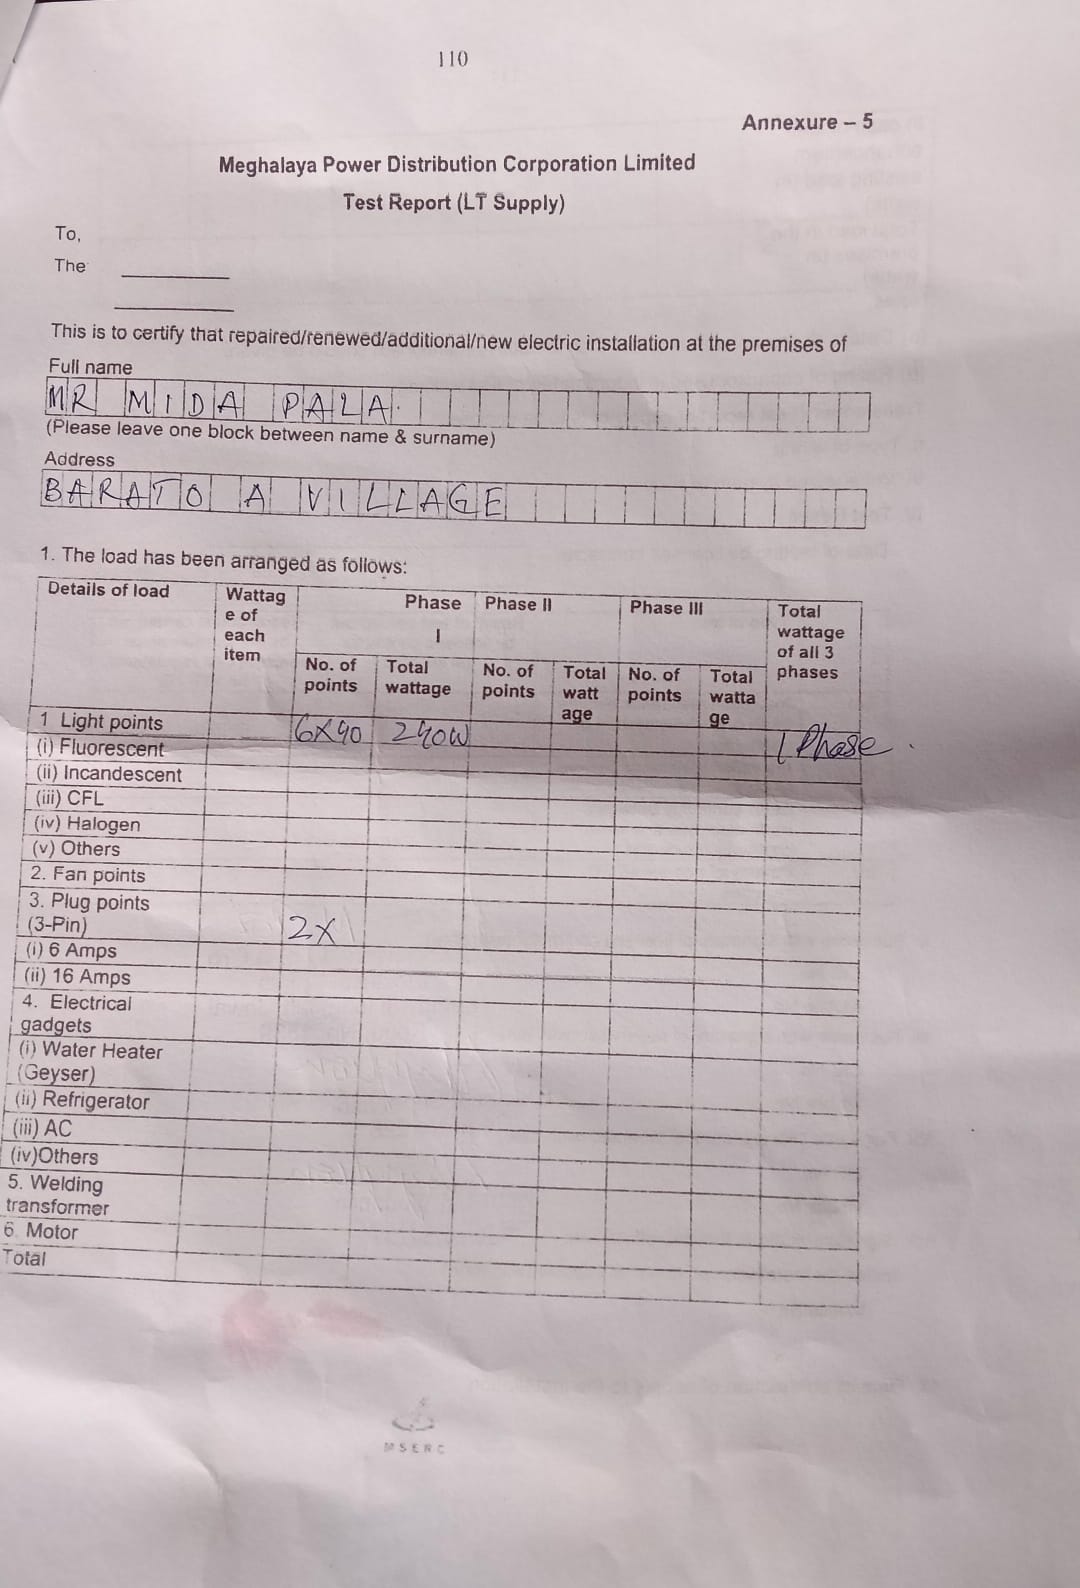 110
Annexure – 5
Meghalaya Power Distribution Corporation Limited
Test Report (LT Supply)
To,
The
This is to certify that repaired/renewed/additional/new electric installation at the premises of
Full name
MR MIDA PALA.
(Please leave one block between name & surname)
Address
BARATO A VILLAGE
1. The load has been arranged as follows:
Details of load Wattag e of each item Phase I Phase II Phase III Total wattage of all 3 phases
No. of points Total wattage No. of points Total watt age No. of points Total watta ge
1 Light points 6X40 240W 1 Phase.
(i) Fluorescent
(ii) Incandescent
(iii) CFL
(iv) Halogen
(v) Others
2. Fan points
3. Plug points
(3-Pin) 2X
(i) 6 Amps
(ii) 16 Amps
4. Electrical
gadgets
(i) Water Heater
(Geyser)
(ii) Refrigerator
(iii) AC
(iv)Others
5. Welding
transformer
6. Motor
Total
MSERC